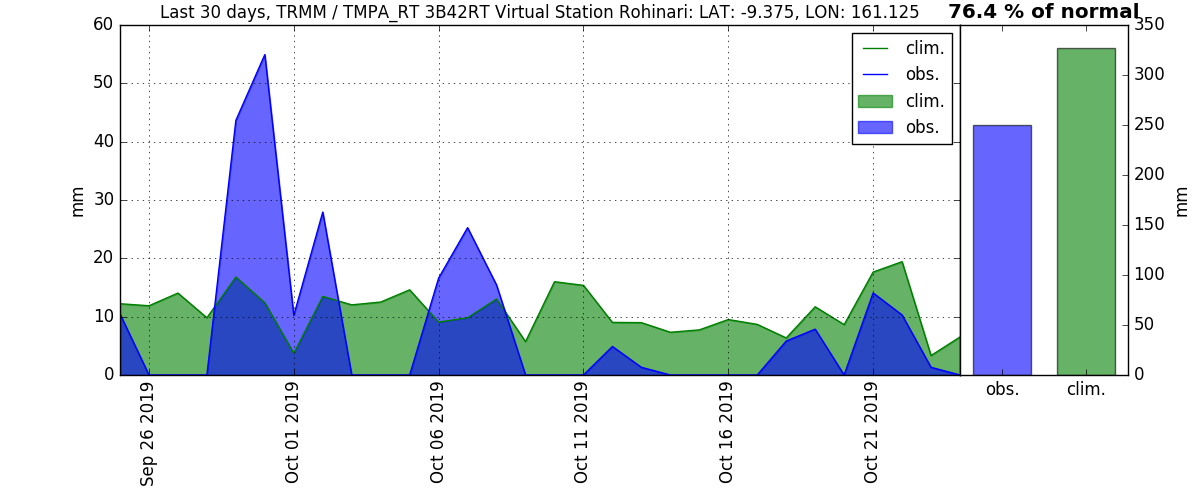 Last 30 days, TRMM / TMPA_RT 3B42RT Virtual Station Rohinari: LAT: -9.375, LON: 161.125
76.4 % of normal
60
50
40
30
20
10
0
mm
clim.
obs.
clim.
obs.
Sep 26 2019
Oct 01 2019
Oct 06 2019
Oct 11 2019
Oct 16 2019
Oct 21 2019
350
300
250
200
150
100
50
0
mm
obs.
clim.